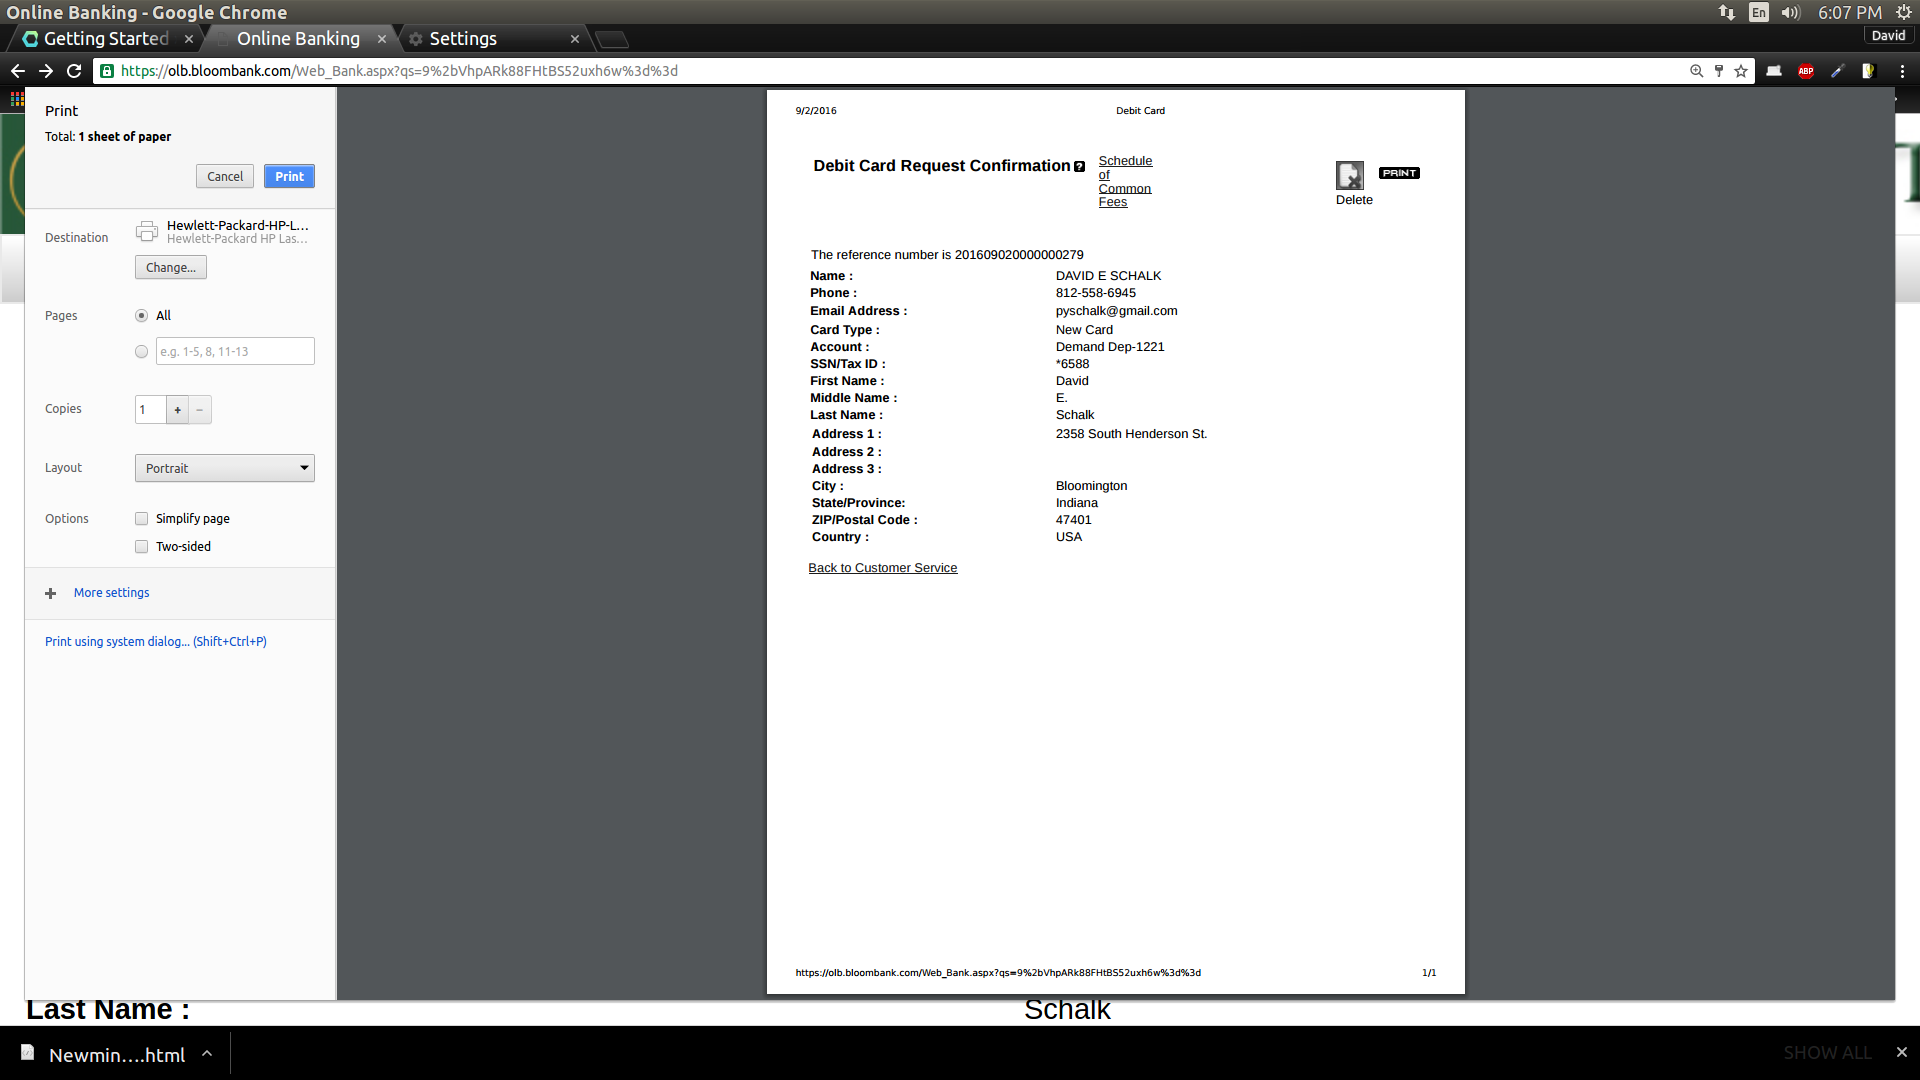 Online Banking - Google Chrome
En
6:07 PM
Getting Started
Online Banking
Settings
David
https://olb.bloombank.com/Web_Bank.aspx?qs=9%2bVhpARk88FHtBS52uxh6w%3d%3d
ABP
Print
Total: 1 sheet of paper
Cancel
Print
Destination
Hewlett-Packard-HP-L...
Hewlett-Packard HP Las...
Change...
Pages
All
e.g. 1-5, 8, 11-13
Copies
1
+
-
Layout
Portrait
Options
Simplify page
Two-sided
More settings
Print using system dialog... (Shift+Ctrl+P)
9/2/2016
Debit Card
Debit Card Request Confirmation ?
Schedule
of
Common
Fees
Delete
PRINT
The reference number is 201609020000000279
Name : DAVID E SCHALK
Phone : 812-558-6945
Email Address : pyschalk@gmail.com
Card Type : New Card
Account : Demand Dep-1221
SSN/Tax ID : *6588
First Name : David
Middle Name : E.
Last Name : Schalk
Address 1 : 2358 South Henderson St.
Address 2 :
Address 3 :
City : Bloomington
State/Province: Indiana
ZIP/Postal Code : 47401
Country : USA
Back to Customer Service
https://olb.bloombank.com/Web_Bank.aspx?qs=9%2bVhpARk88FHtBS52uxh6w%3d%3d
1/1
Last Name : Schalk
Newmin....html
SHOW ALL